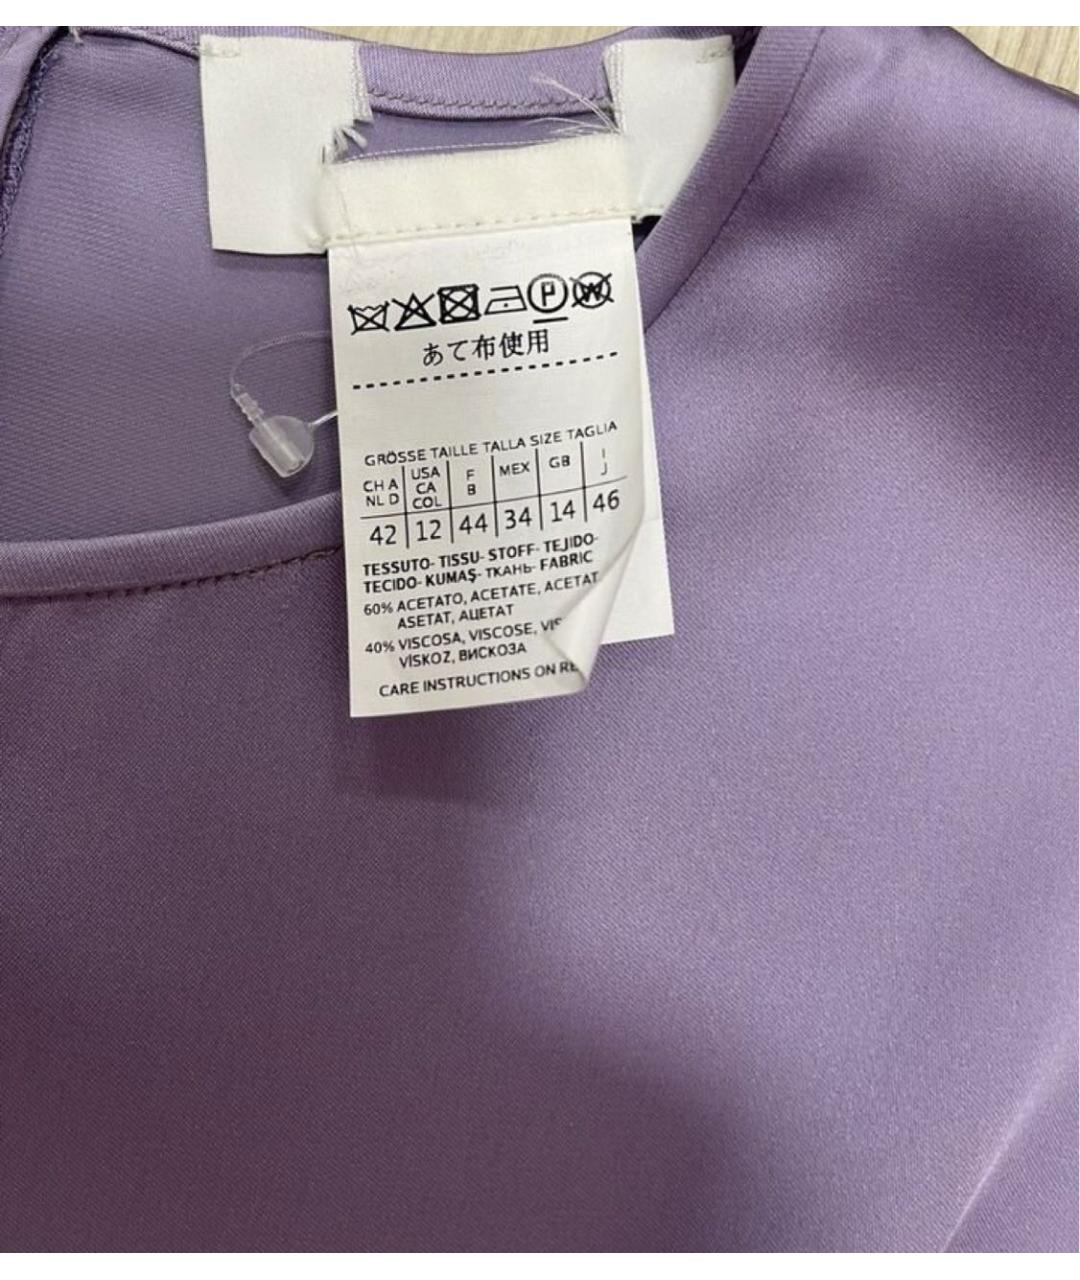 P W
あて布使用
GRÖSSE TAILLE TALLA SIZE TAGLIA
CH A NL D USA CA COL F B MEX GB I J
42 12 44 34 14 46
TESSUTO- TISSU- STOFF- TEJIDO-
TECIDO- KUMAŞ- ТКАНЬ- FABRIC
60% ACETATO, ACETATE, ACETAT
ASETAT, АЦЕТАТ
40% VISCOSA, VISCOSE, VIS
VİSKOZ, ВИСКОЗА
CARE INSTRUCTIONS ON RE